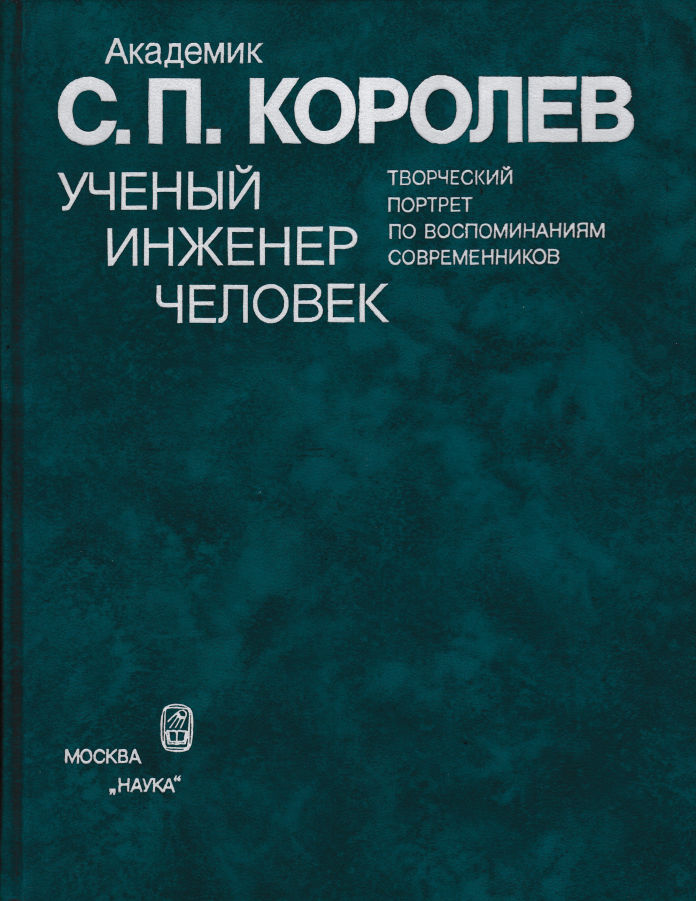 Академик
С. П. КОРОЛЕВ
УЧЕНЫЙ
ИНЖЕНЕР
ЧЕЛОВЕК
ТВОРЧЕСКИЙ
ПОРТРЕТ
ПО ВОСПОМИНАНИЯМ
СОВРЕМЕННИКОВ
МОСКВА
„НАУКА“